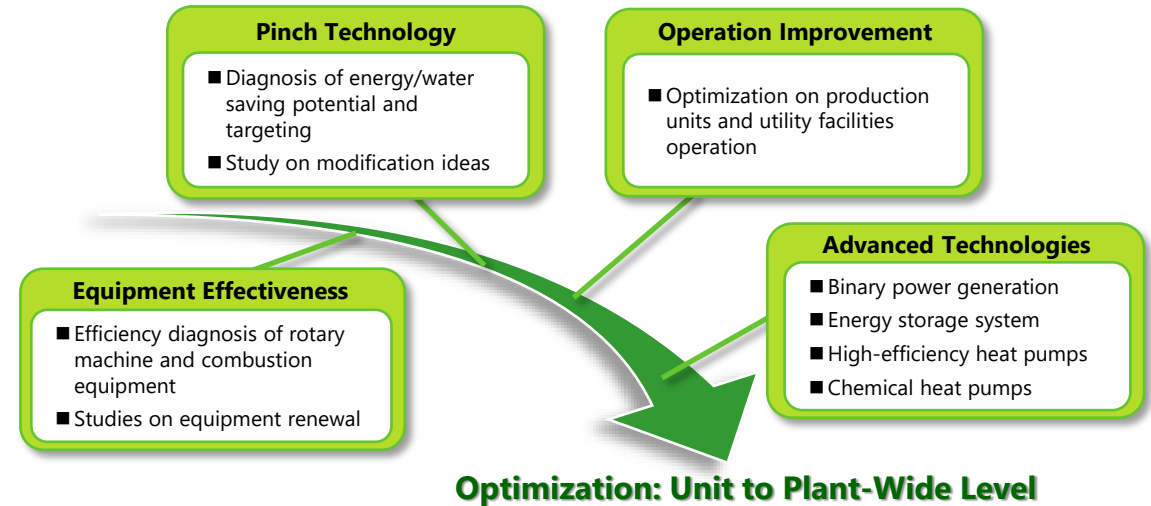 Pinch Technology
■ Diagnosis of energy/water
saving potential and
targeting
■ Study on modification ideas
Operation Improvement
■ Optimization on production
units and utility facilities
operation
Equipment Effectiveness
■ Efficiency diagnosis of rotary
machine and combustion
equipment
■ Studies on equipment renewal
Advanced Technologies
■ Binary power generation
■ Energy storage system
■ High-efficiency heat pumps
■ Chemical heat pumps
Optimization: Unit to Plant-Wide Level